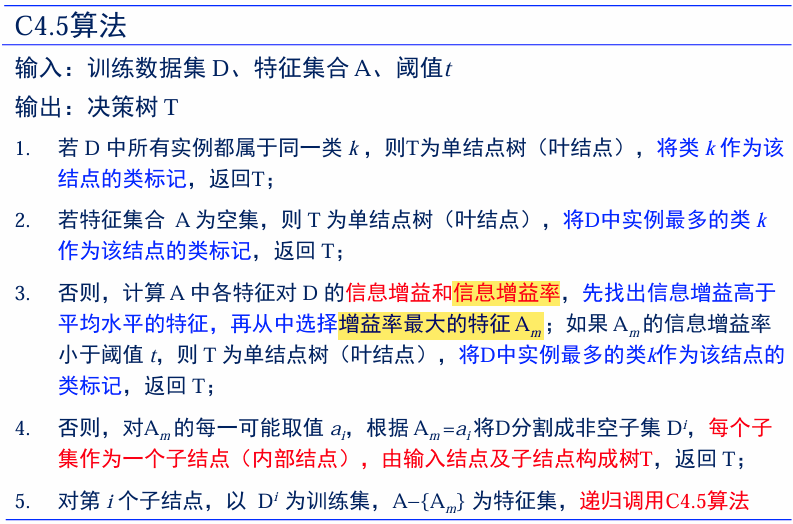 C4.5算法
输入：训练数据集 D、特征集合 A、阈值t
输出：决策树 T
1. 若 D 中所有实例都属于同一类 k ，则T为单结点树（叶结点），将类 k 作为该
结点的类标记，返回T；
2. 若特征集合 A 为空集，则 T 为单结点树（叶结点），将D中实例最多的类 k
作为该结点的类标记，返回 T；
3. 否则，计算 A 中各特征对 D 的信息增益和信息增益率，先找出信息增益高于
平均水平的特征，再从中选择增益率最大的特征 Am；如果 Am 的信息增益率
小于阈值 t，则 T 为单结点树（叶结点），将D中实例最多的类k作为该结点的
类标记，返回 T；
4. 否则，对Am 的每一可能取值 ai，根据 Am =ai 将D分割成非空子集 Di，每个子
集作为一个子结点（内部结点），由输入结点及子结点构成树T，返回 T；
5. 对第 i 个子结点，以 Di 为训练集，A–{Am} 为特征集，递归调用C4.5算法